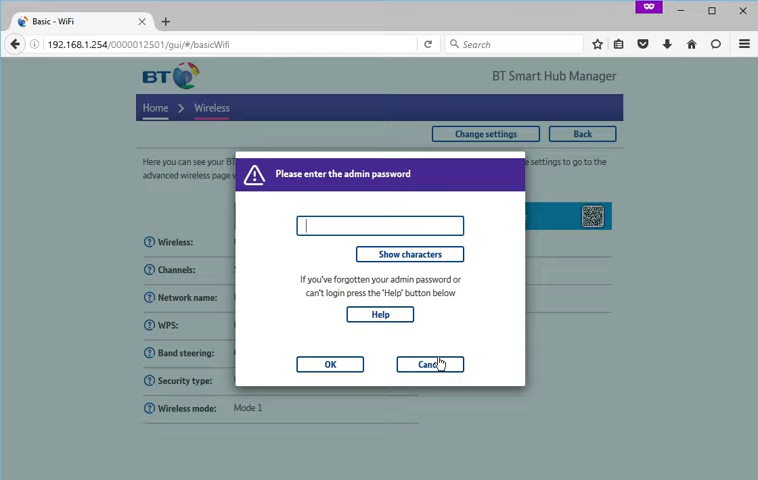 Basic - WiFi
192.168.1.254/0000012501/gui/#/basicWifi
Search
BT
BT Smart Hub Manager
Home
Wireless
Change settings
Back
Here you can see your BT
settings to go to the
advanced wireless page
Please enter the admin password
Show characters
If you've forgotten your admin password or
can't login press the 'Help' button below
Help
OK
Wireless:
Channels:
Network name:
WPS:
Band steering:
Security type:
Wireless mode: Mode 1